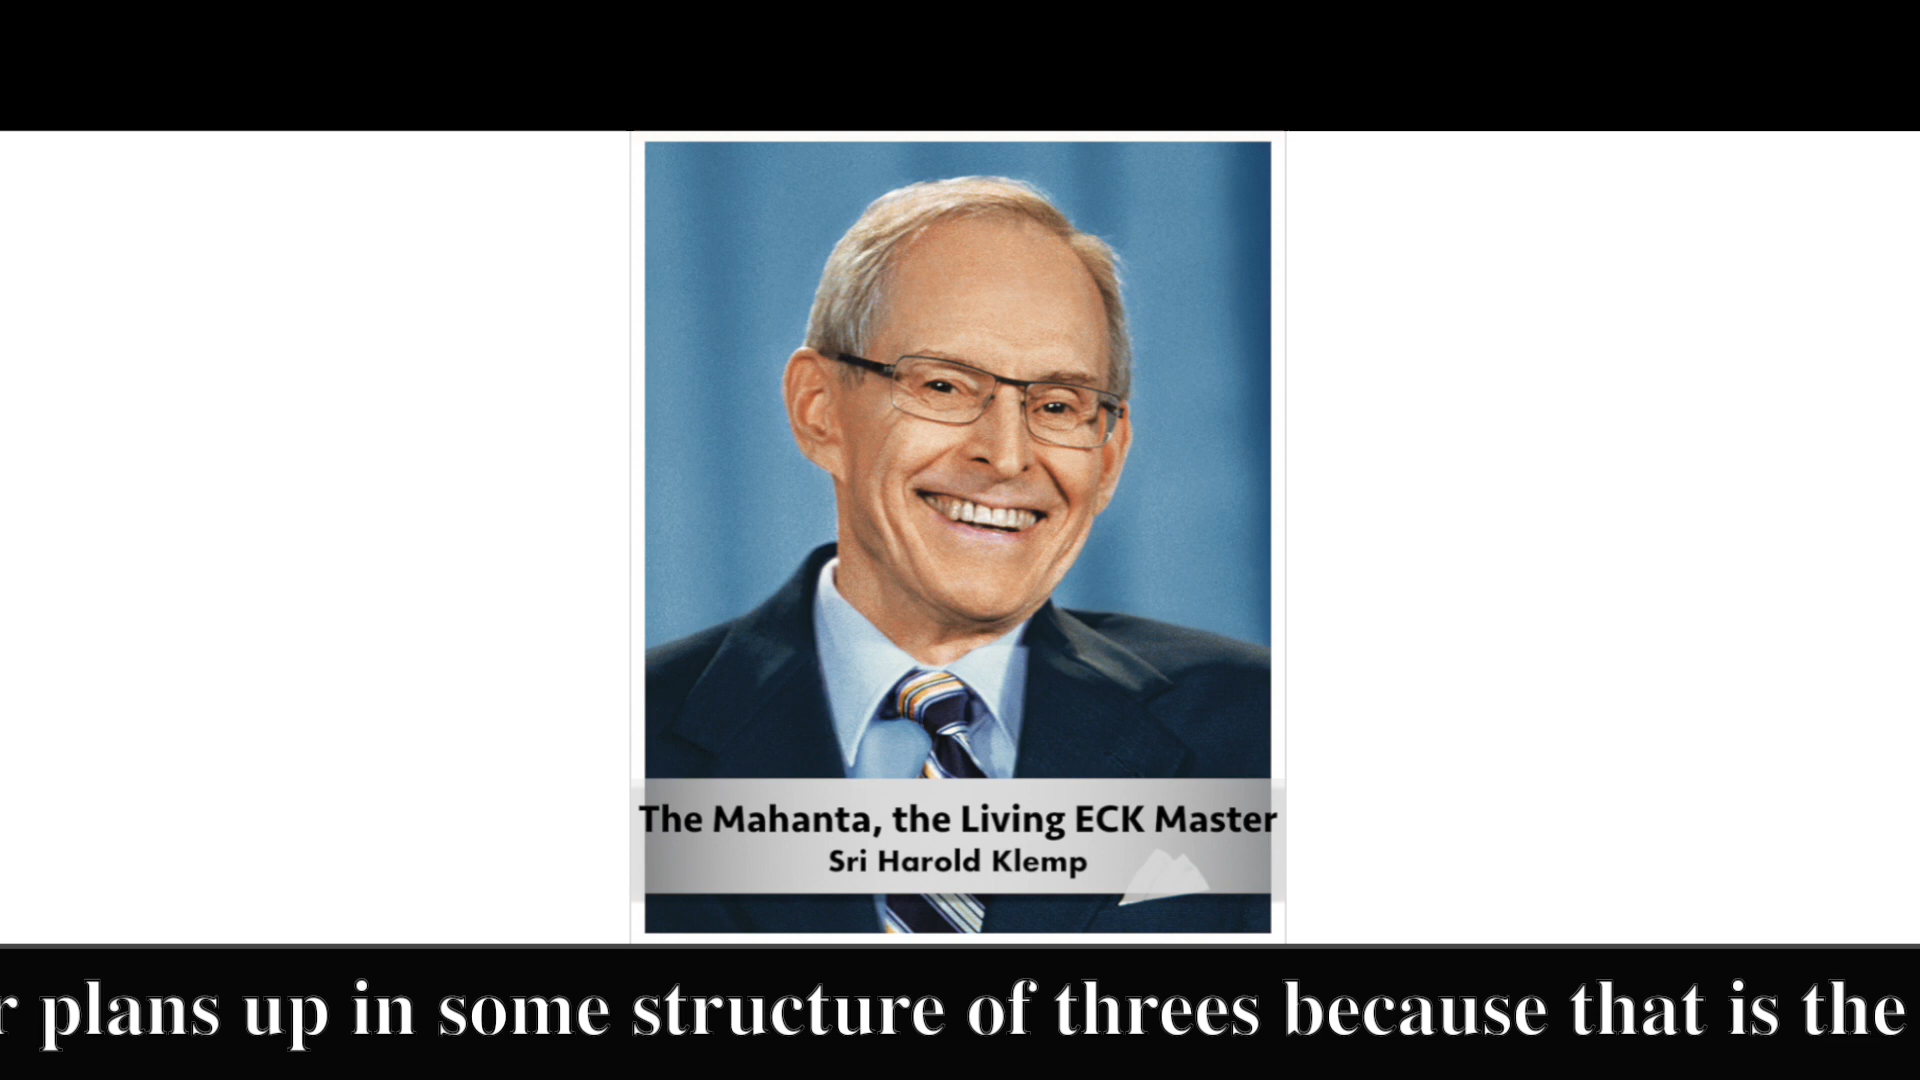 The Mahanta, the Living ECK Master
Sri Harold Klemp
plans up in some structure of threes because that is the